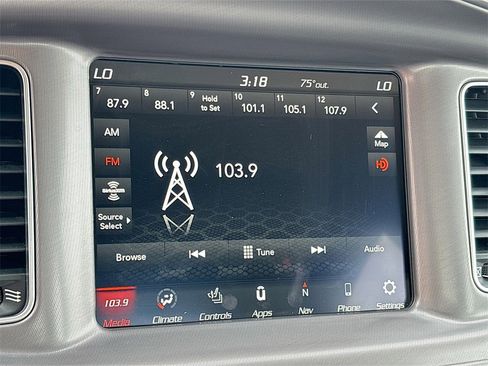 LO 3:18 75°out. LO
7 8 9 10 11 12
87.9 88.1 Hold to Set 101.1 105.1 107.9
AM
Map
FM
HD
103.9
SiriusXM
Source
Select
Browse Tune Audio
103.9
N
Media Climate Controls Apps Nav Phone Settings